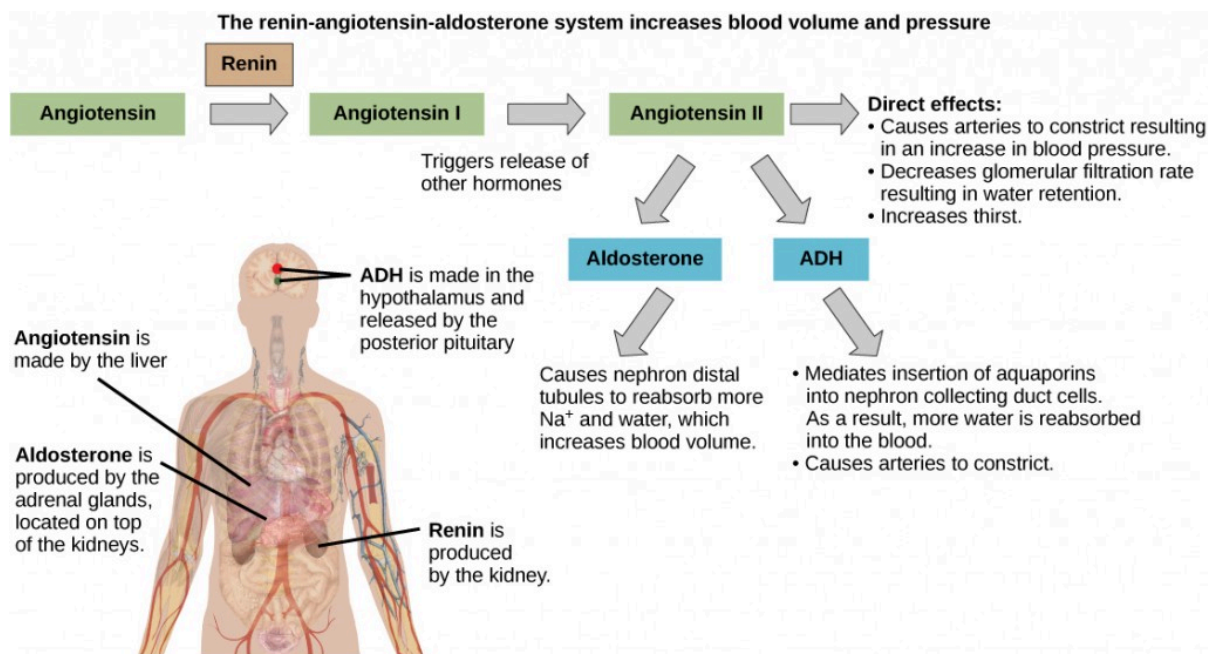 The renin-angiotensin-aldosterone system increases blood volume and pressure
Renin
Angiotensin
Angiotensin I
Angiotensin II
Direct effects:
• Causes arteries to constrict resulting
in an increase in blood pressure.
• Decreases glomerular filtration rate
resulting in water retention.
• Increases thirst.
Triggers release of
other hormones
Aldosterone
ADH
ADH is made in the
hypothalamus and
released by the
posterior pituitary
Angiotensin is
made by the liver
Causes nephron distal
tubules to reabsorb more
Na⁺ and water, which
increases blood volume.
• Mediates insertion of aquaporins
into nephron collecting duct cells.
As a result, more water is reabsorbed
into the blood.
• Causes arteries to constrict.
Aldosterone is
produced by the
adrenal glands,
located on top
of the kidneys.
Renin is
produced
by the kidney.